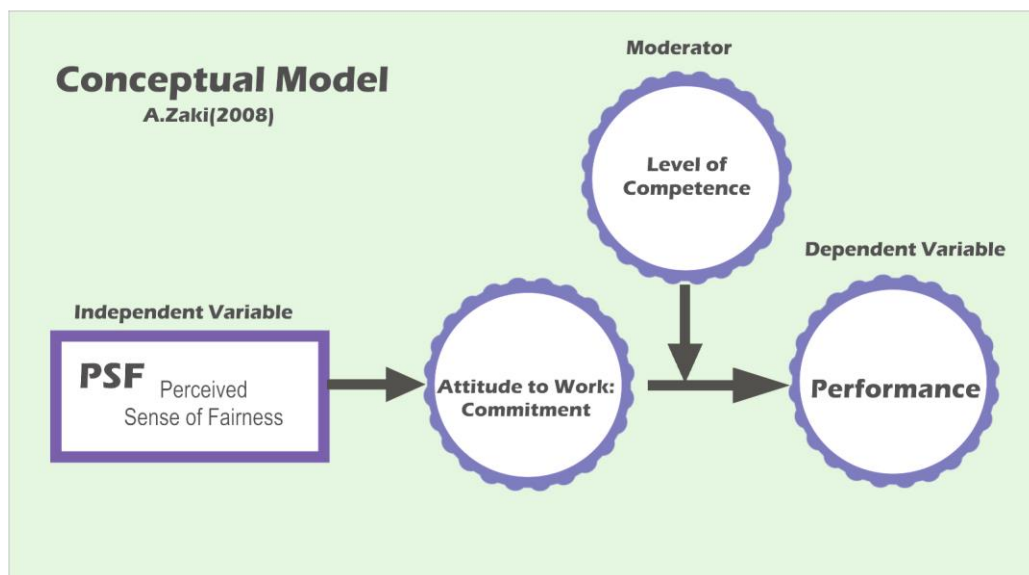 Conceptual Model
A.Zaki(2008)
Moderator
Level of
Competence
Dependent Variable
Independent Variable
PSF Perceived
Sense of Fairness
Attitude to Work:
Commitment
Performance